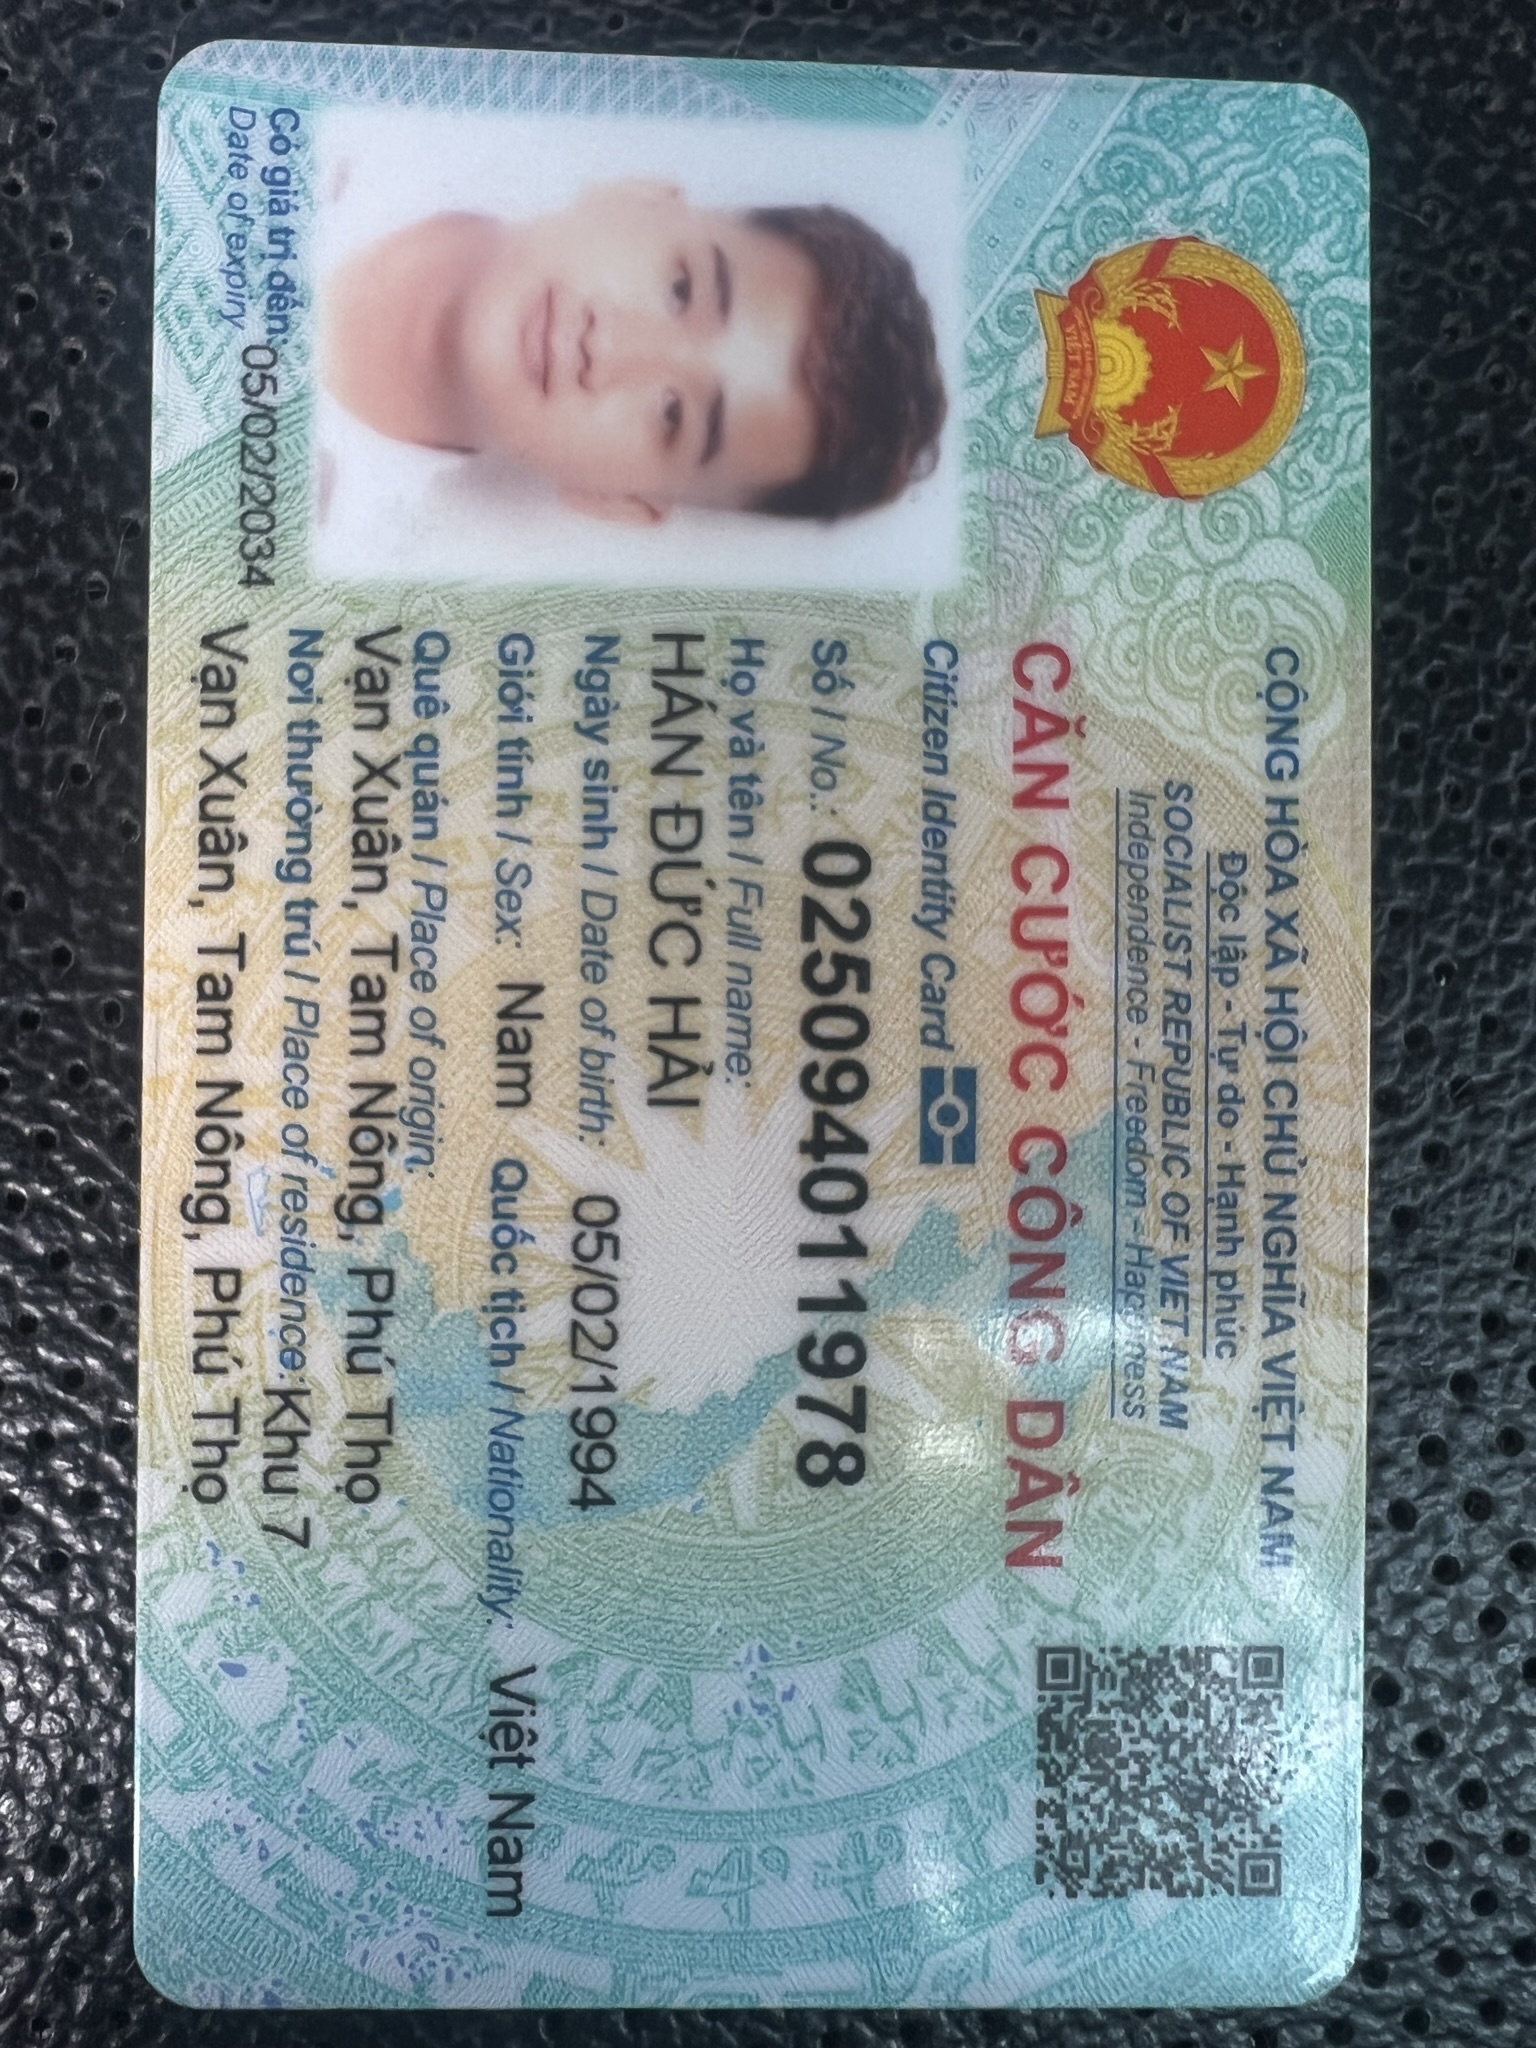 CỘNG HÒA XÃ HỘI CHỦ NGHĨA VIỆT NAM
Độc lập - Tự do - Hạnh phúc
SOCIALIST REPUBLIC OF VIET NAM
Independence - Freedom - Happiness
CĂN CƯỚC CÔNG DÂN
Citizen Identity Card
Số / No.: 025094011978
Họ và tên / Full name:
HÁN ĐỨC HẢI
Ngày sinh / Date of birth: 05/02/1994
Giới tính / Sex: Nam Quốc tịch / Nationality: Việt Nam
Quê quán / Place of origin:
Vạn Xuân, Tam Nông, Phú Thọ
Nơi thường trú / Place of residence: Khu 7
Vạn Xuân, Tam Nông, Phú Thọ
Có giá trị đến: 05/02/2034
Date of expiry
VIỆT NAM